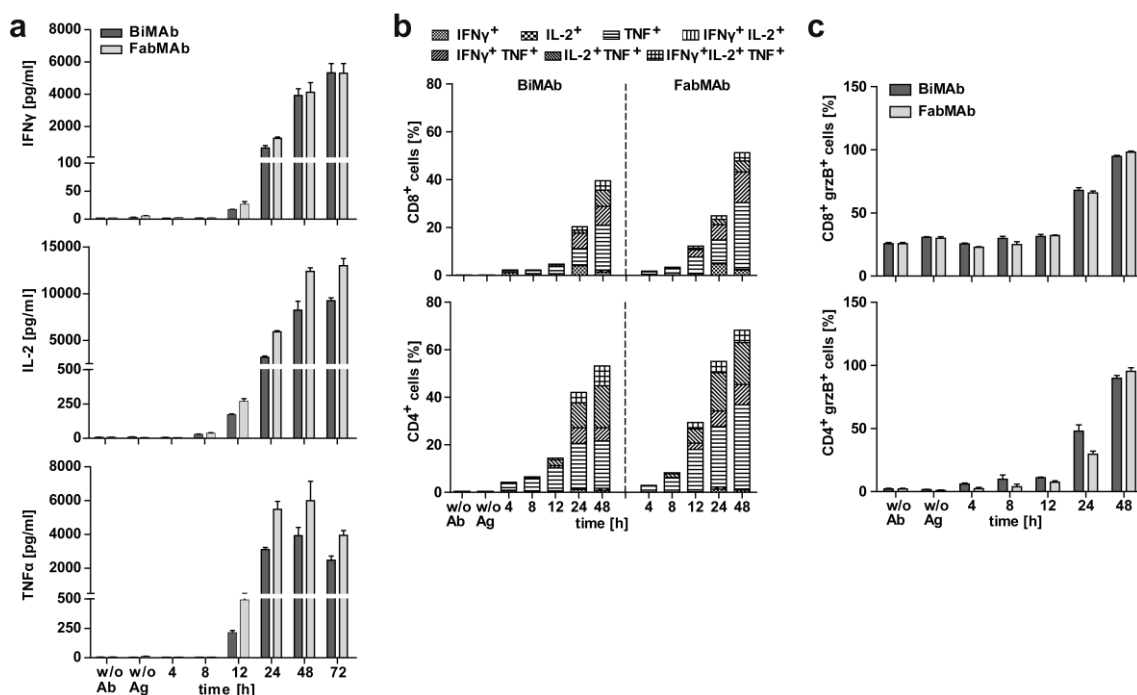 a
BiMAb
FabMAb
IFNγ [pg/ml]
8000
6000
4000
2000
100
50
0
IL-2 [pg/ml]
15000
10000
5000
500
250
0
TNFα [pg/ml]
8000
6000
4000
2000
500
250
0
w/o Ab
w/o Ag
4
8
12
24
48
72
time [h]
b
IFNγ+ IL-2+ TNF+ IFNγ+ IL-2+
IFNγ+ TNF+ IL-2+ TNF+ IFNγ+IL-2+ TNF+
BiMAb FabMAb
CD8+ cells [%]
80
60
40
20
0
CD4+ cells [%]
80
60
40
20
0
w/o Ab
w/o Ag
4 8 12 24 48 4 8 12 24 48
time [h]
c
BiMAb
FabMAb
CD8+ grzB+ cells [%]
150
100
50
0
CD4+ grzB+ cells [%]
150
100
50
0
w/o Ab
w/o Ag
4 8 12 24 48
time [h]